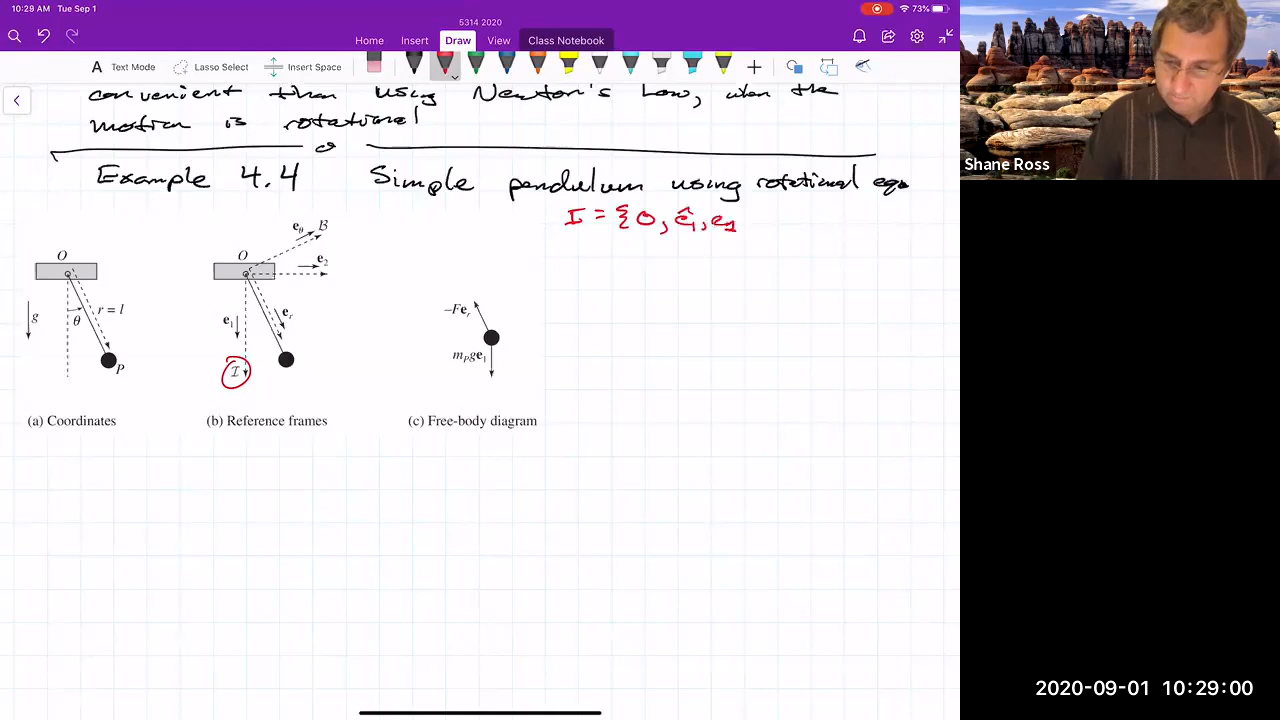 10:29 AM Tue Sep 1
73%
5314 2020
Home Insert Draw View Class Notebook
Text Mode Lasso Select Insert Space
convenient than using Newton's Law, when the
motion is rotational
Example 4.4 Simple pendulum using rotational eqn
I = {O, ê₁, e₂
O
g
θ
r = l
P
(a) Coordinates
O
eθ
B
e₂
e₁
eᵣ
I
(b) Reference frames
−Feᵣ
mPge₁
(c) Free-body diagram
Shane Ross
2020-09-01 10:29:00